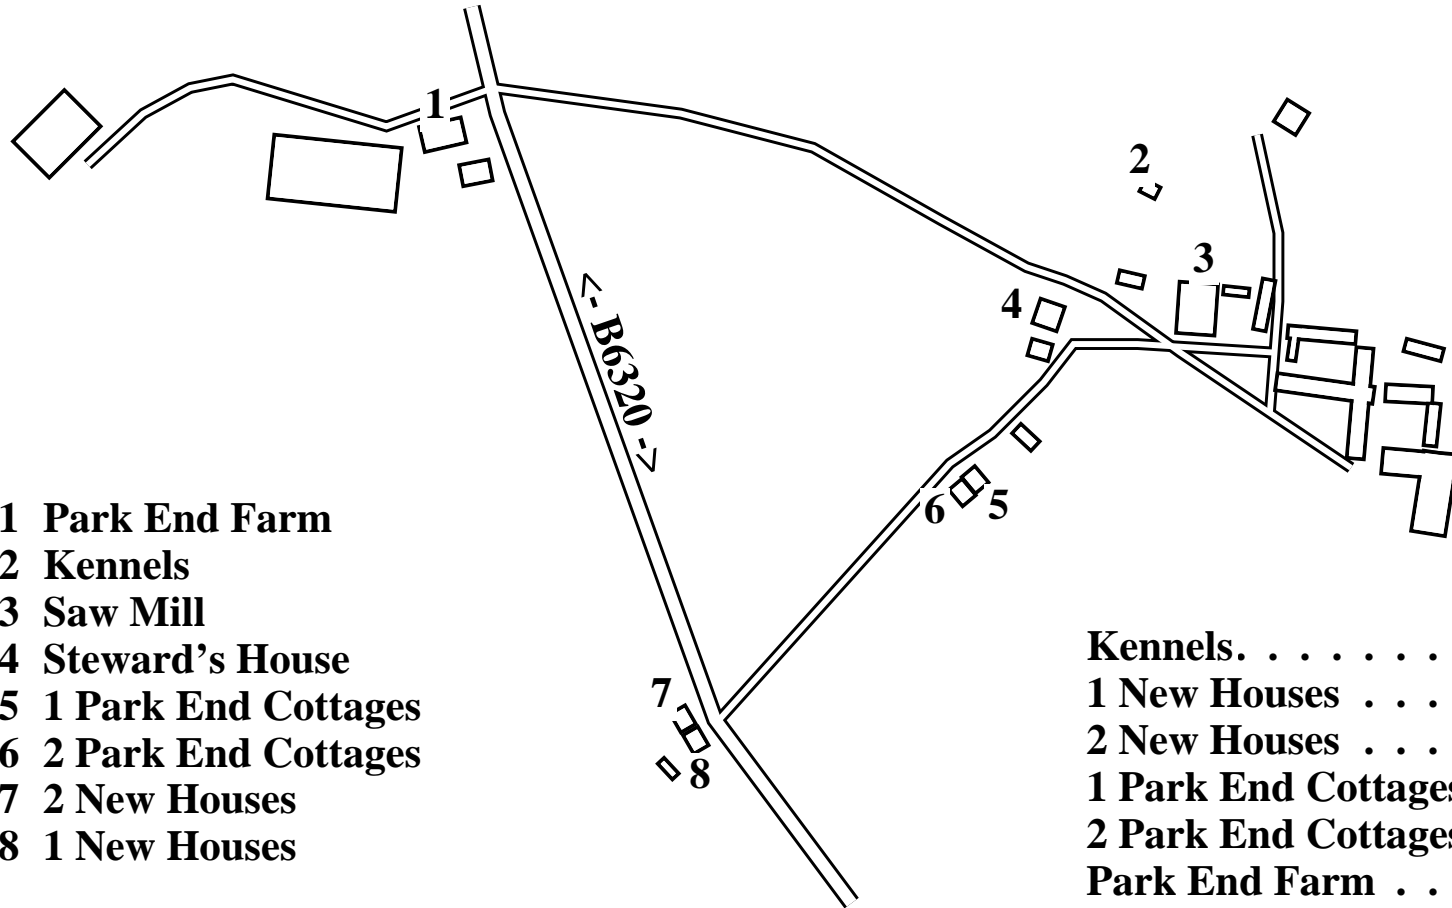 1
2
3
4
<- B6320 ->
6 5
7
8
1 Park End Farm
2 Kennels
3 Saw Mill
4 Steward's House
5 1 Park End Cottages
6 2 Park End Cottages
7 2 New Houses
8 1 New Houses
Kennels. . . . . . .
1 New Houses . . .
2 New Houses . . .
1 Park End Cottages
2 Park End Cottages
Park End Farm . .